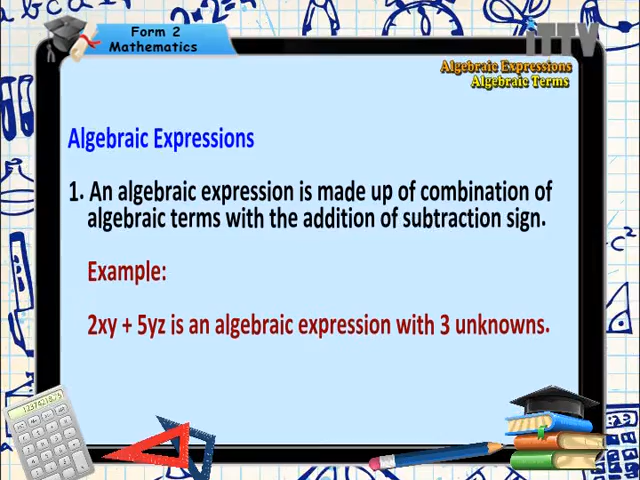 Form 2
Mathematics
iTTV
Algebraic Expressions
Algebraic Terms
Algebraic Expressions
1. An algebraic expression is made up of combination of
algebraic terms with the addition of subtraction sign.
Example:
2xy + 5yz is an algebraic expression with 3 unknowns.